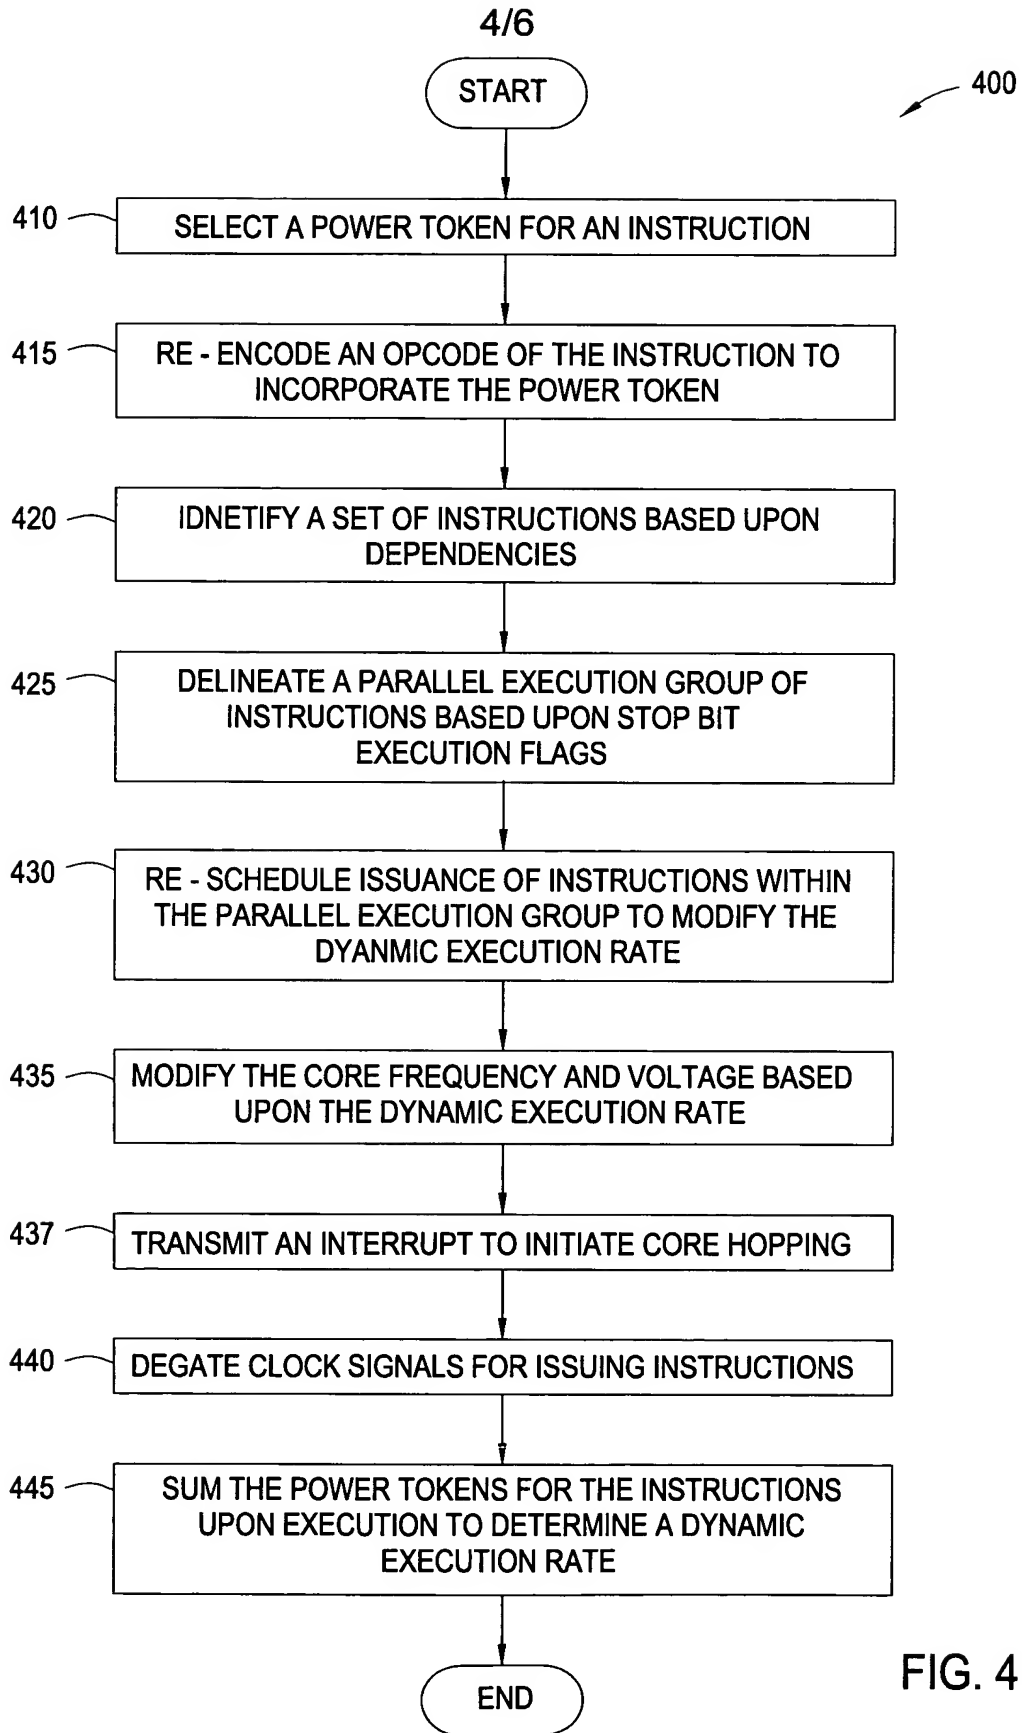 4/6
START
400
410
SELECT A POWER TOKEN FOR AN INSTRUCTION
415
RE - ENCODE AN OPCODE OF THE INSTRUCTION TO
INCORPORATE THE POWER TOKEN
420
IDNETIFY A SET OF INSTRUCTIONS BASED UPON
DEPENDENCIES
425
DELINEATE A PARALLEL EXECUTION GROUP OF
INSTRUCTIONS BASED UPON STOP BIT
EXECUTION FLAGS
430
RE - SCHEDULE ISSUANCE OF INSTRUCTIONS WITHIN
THE PARALLEL EXECUTION GROUP TO MODIFY THE
DYANMIC EXECUTION RATE
435
MODIFY THE CORE FREQUENCY AND VOLTAGE BASED
UPON THE DYNAMIC EXECUTION RATE
437
TRANSMIT AN INTERRUPT TO INITIATE CORE HOPPING
440
DEGATE CLOCK SIGNALS FOR ISSUING INSTRUCTIONS
445
SUM THE POWER TOKENS FOR THE INSTRUCTIONS
UPON EXECUTION TO DETERMINE A DYNAMIC
EXECUTION RATE
END
FIG. 4